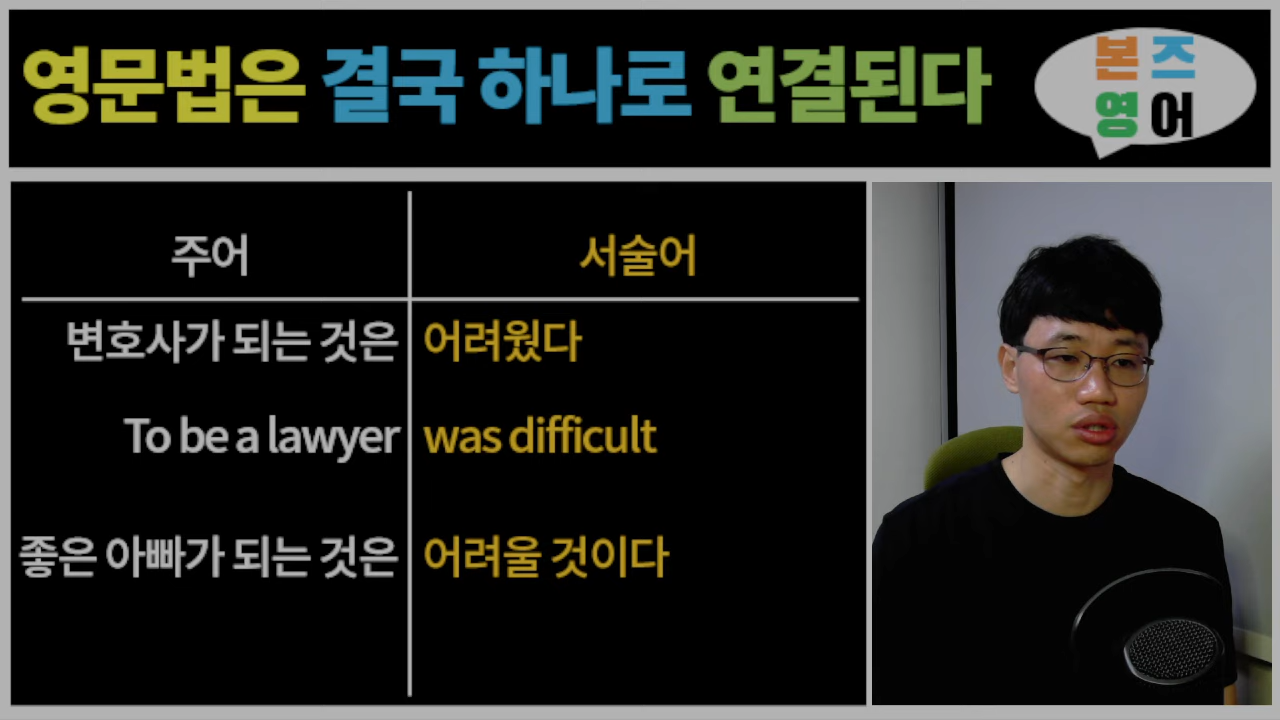 영문법은 결국 하나로 연결된다
본즈
영어
주어 서술어
변호사가 되는 것은 어려웠다
To be a lawyer was difficult
좋은 아빠가 되는 것은 어려울 것이다